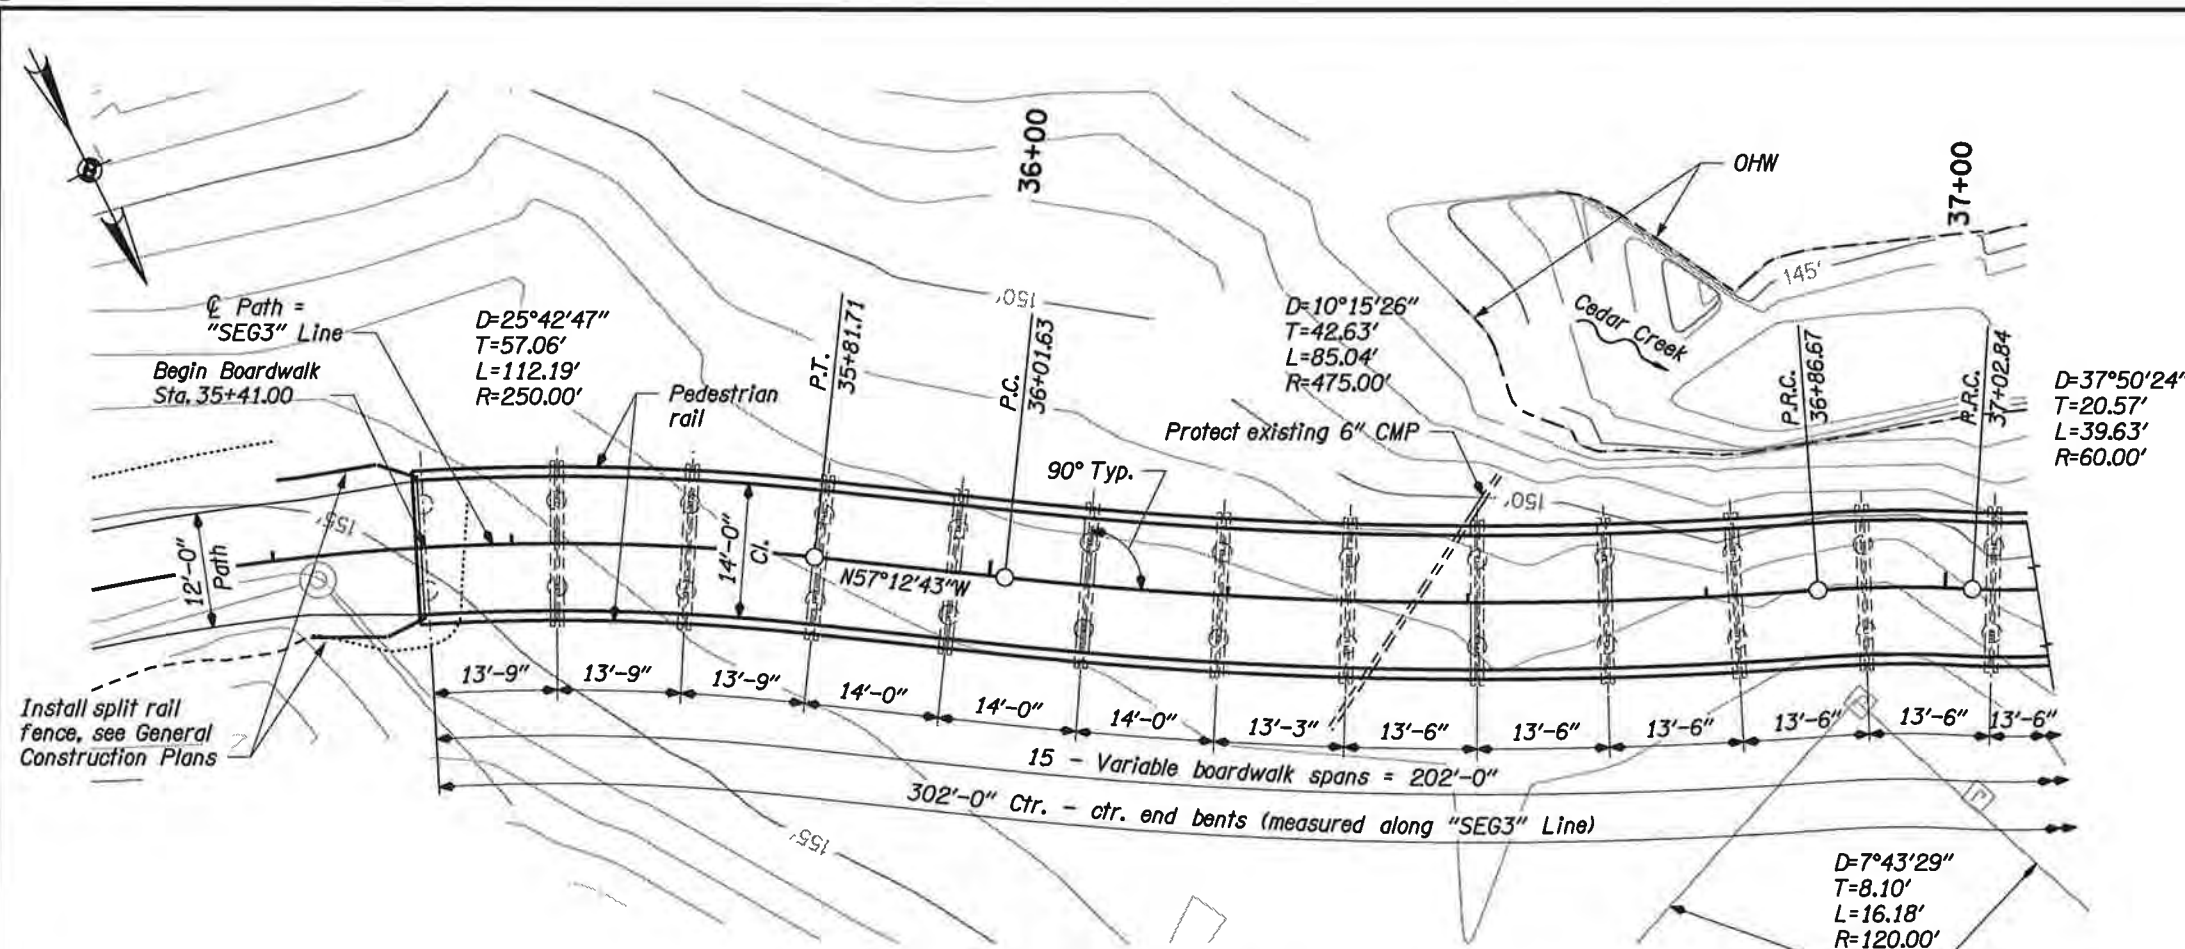 36+00
37+00
OHW
145'
150'
Cedar Creek
℄ Path =
"SEG3" Line
Begin Boardwalk
Sta. 35+41.00
D=25°42'47"
T=57.06'
L=112.19'
R=250.00'
Pedestrian
rail
P.T.
35+81.71
P.C.
36+01.63
D=10°15'26"
T=42.63'
L=85.04'
R=475.00'
Protect existing 6" CMP
90° Typ.
P.R.C.
36+86.67
P.R.C.
37+02.84
D=37°50'24"
T=20.57'
L=39.63'
R=60.00'
150'
155'
12'-0"
Path
14'-0"
Cl.
N57°12'43"W
Install split rail
fence, see General
Construction Plans
13'-9"
13'-9"
13'-9"
14'-0"
14'-0"
14'-0"
13'-3"
13'-6"
13'-6"
13'-6"
13'-6"
13'-6"
13'-6"
15 - Variable boardwalk spans = 202'-0"
302'-0" Ctr. - ctr. end bents (measured along "SEG3" Line)
155'
D=7°43'29"
T=8.10'
L=16.18'
R=120.00'